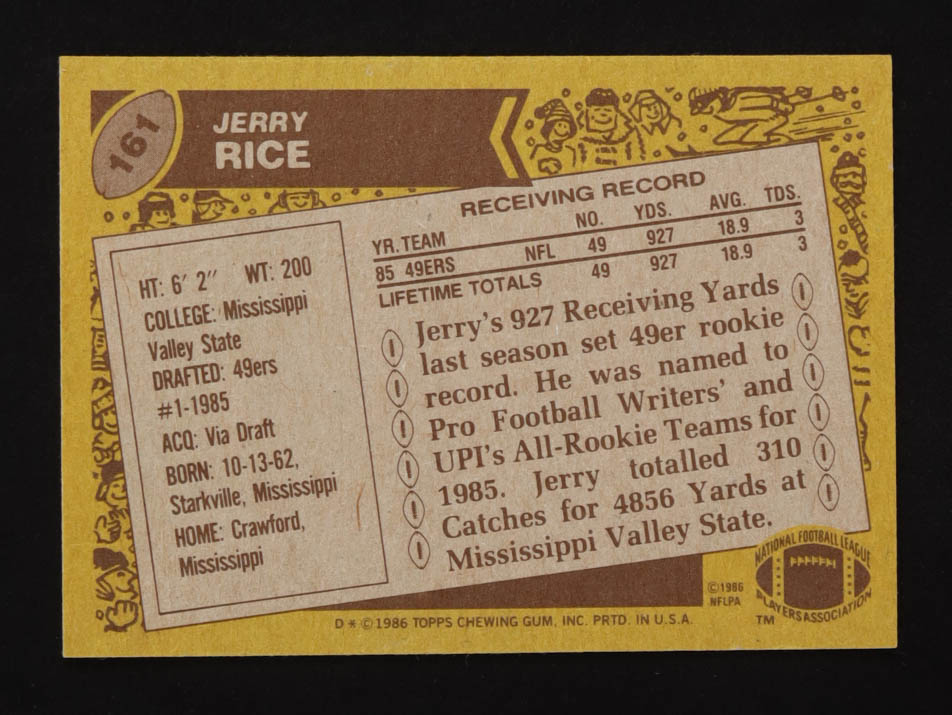 161
JERRY
RICE
HT: 6′ 2″ WT: 200
COLLEGE: Mississippi
Valley State
DRAFTED: 49ers
#1-1985
ACQ: Via Draft
BORN: 10-13-62,
Starkville, Mississippi
HOME: Crawford,
Mississippi
RECEIVING RECORD
YR. TEAM NO. YDS. AVG. TDS.
85 49ERS NFL 49 927 18.9 3
LIFETIME TOTALS 49 927 18.9 3
Jerry's 927 Receiving Yards
last season set 49er rookie
record. He was named to
Pro Football Writers' and
UPI's All-Rookie Teams for
1985. Jerry totalled 310
Catches for 4856 Yards at
Mississippi Valley State.
©1986
NFLPA
NATIONAL FOOTBALL LEAGUE
PLAYERS ASSOCIATION
TM
D * © 1986 TOPPS CHEWING GUM, INC. PRTD. IN U.S.A.